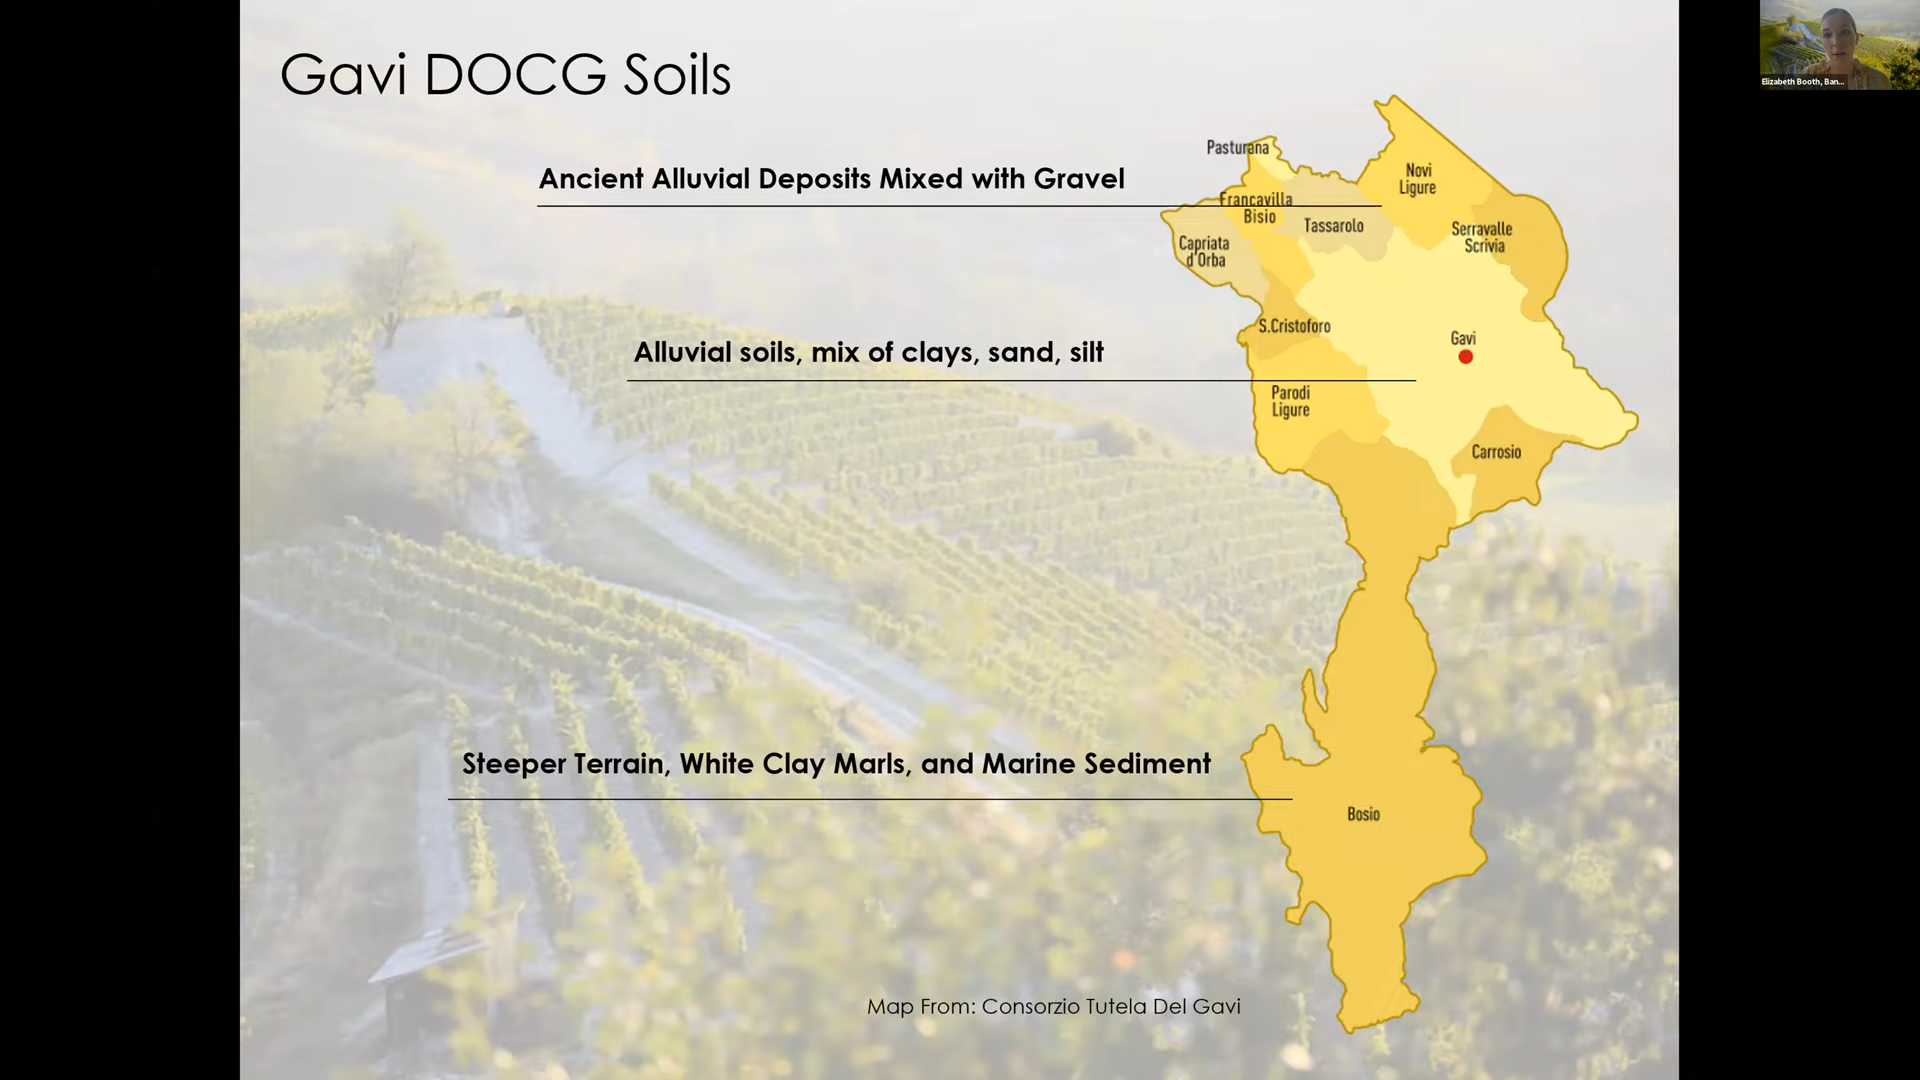 Gavi DOCG Soils
Elizabeth Booth, Ban...
Pasturana
Ancient Alluvial Deposits Mixed with Gravel
Novi
Ligure
Francavilla
Bisio
Tassarolo
Serravalle
Scrivia
Capriata
d'Orba
S.Cristoforo
Gavi
Alluvial soils, mix of clays, sand, silt
Parodi
Ligure
Carrosio
Steeper Terrain, White Clay Marls, and Marine Sediment
Bosio
Map From: Consorzio Tutela Del Gavi